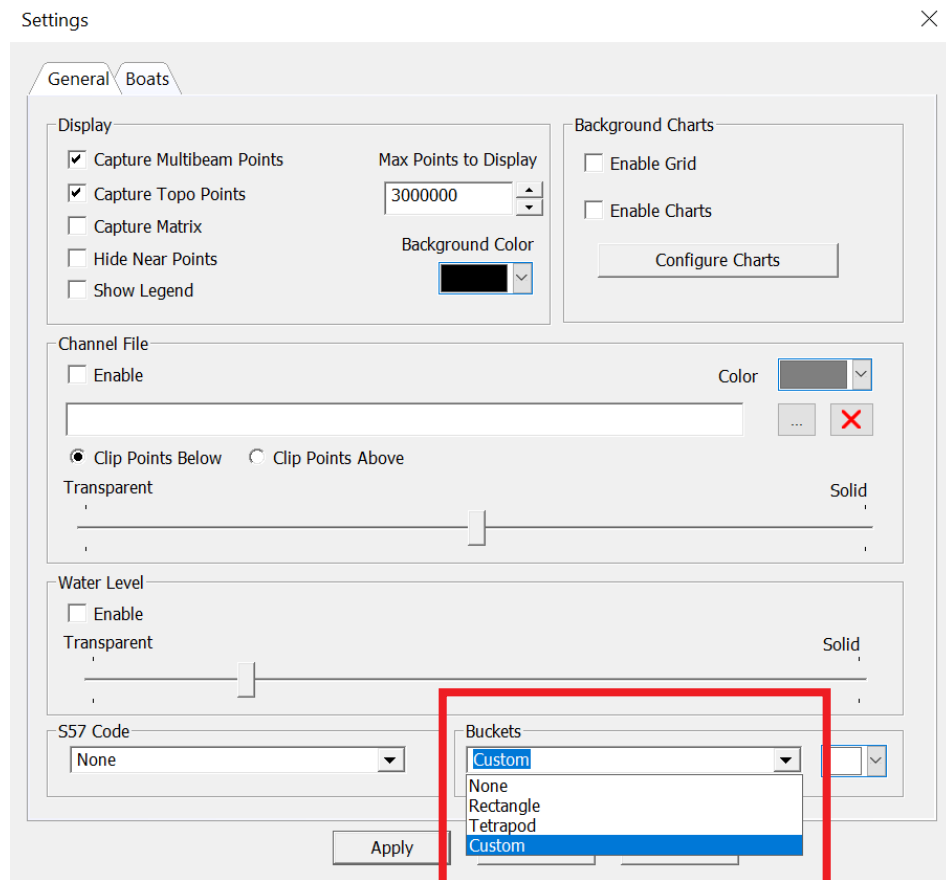 Settings
General Boats
Display
Capture Multibeam Points
Capture Topo Points
Capture Matrix
Hide Near Points
Show Legend
Max Points to Display
3000000
Background Color
Background Charts
Enable Grid
Enable Charts
Configure Charts
Channel File
Enable
Color
...
Clip Points Below Clip Points Above
Transparent Solid
Water Level
Enable
Transparent Solid
S57 Code
None
Buckets
Custom
None
Rectangle
Tetrapod
Custom
Apply